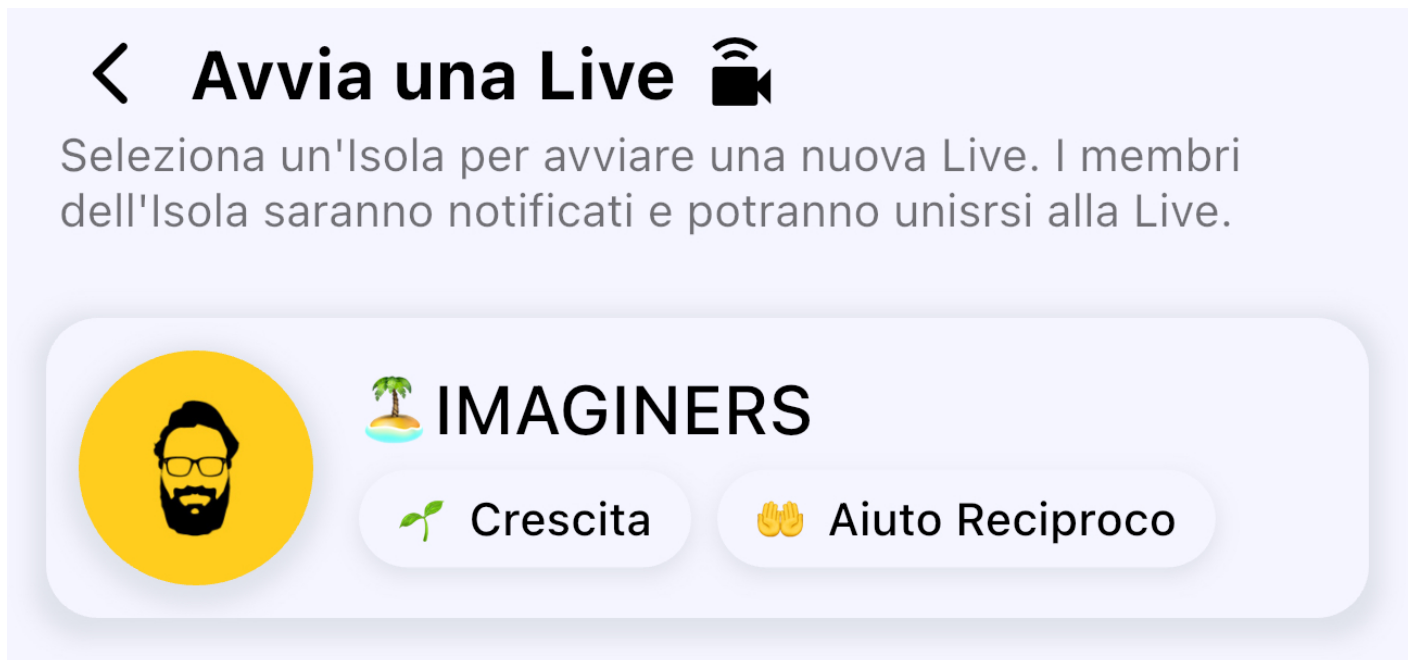 Avvia una Live
Seleziona un'Isola per avviare una nuova Live. I membri
dell'Isola saranno notificati e potranno unisrsi alla Live.
🏝️IMAGINERS
🌱 Crescita 🤲 Aiuto Reciproco